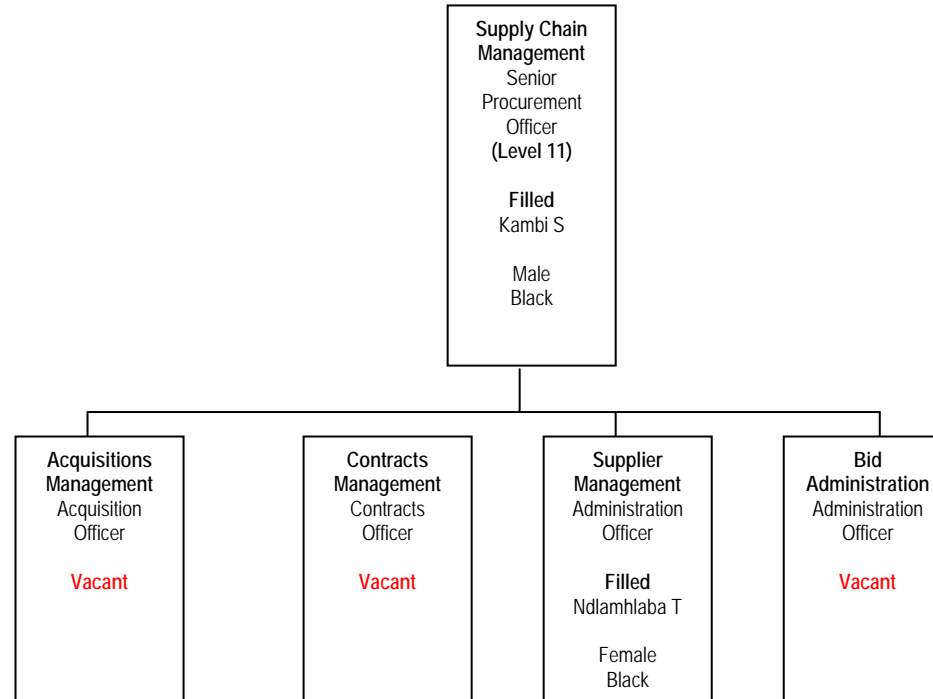 Supply Chain
Management
Senior
Procurement
Officer
(Level 11)
Filled
Kambi S
Male
Black
Acquisitions
Management
Acquisition
Officer
Vacant
Contracts
Management
Contracts
Officer
Vacant
Supplier
Management
Administration
Officer
Filled
Ndlamhlaba T
Female
Black
Bid
Administration
Administration
Officer
Vacant